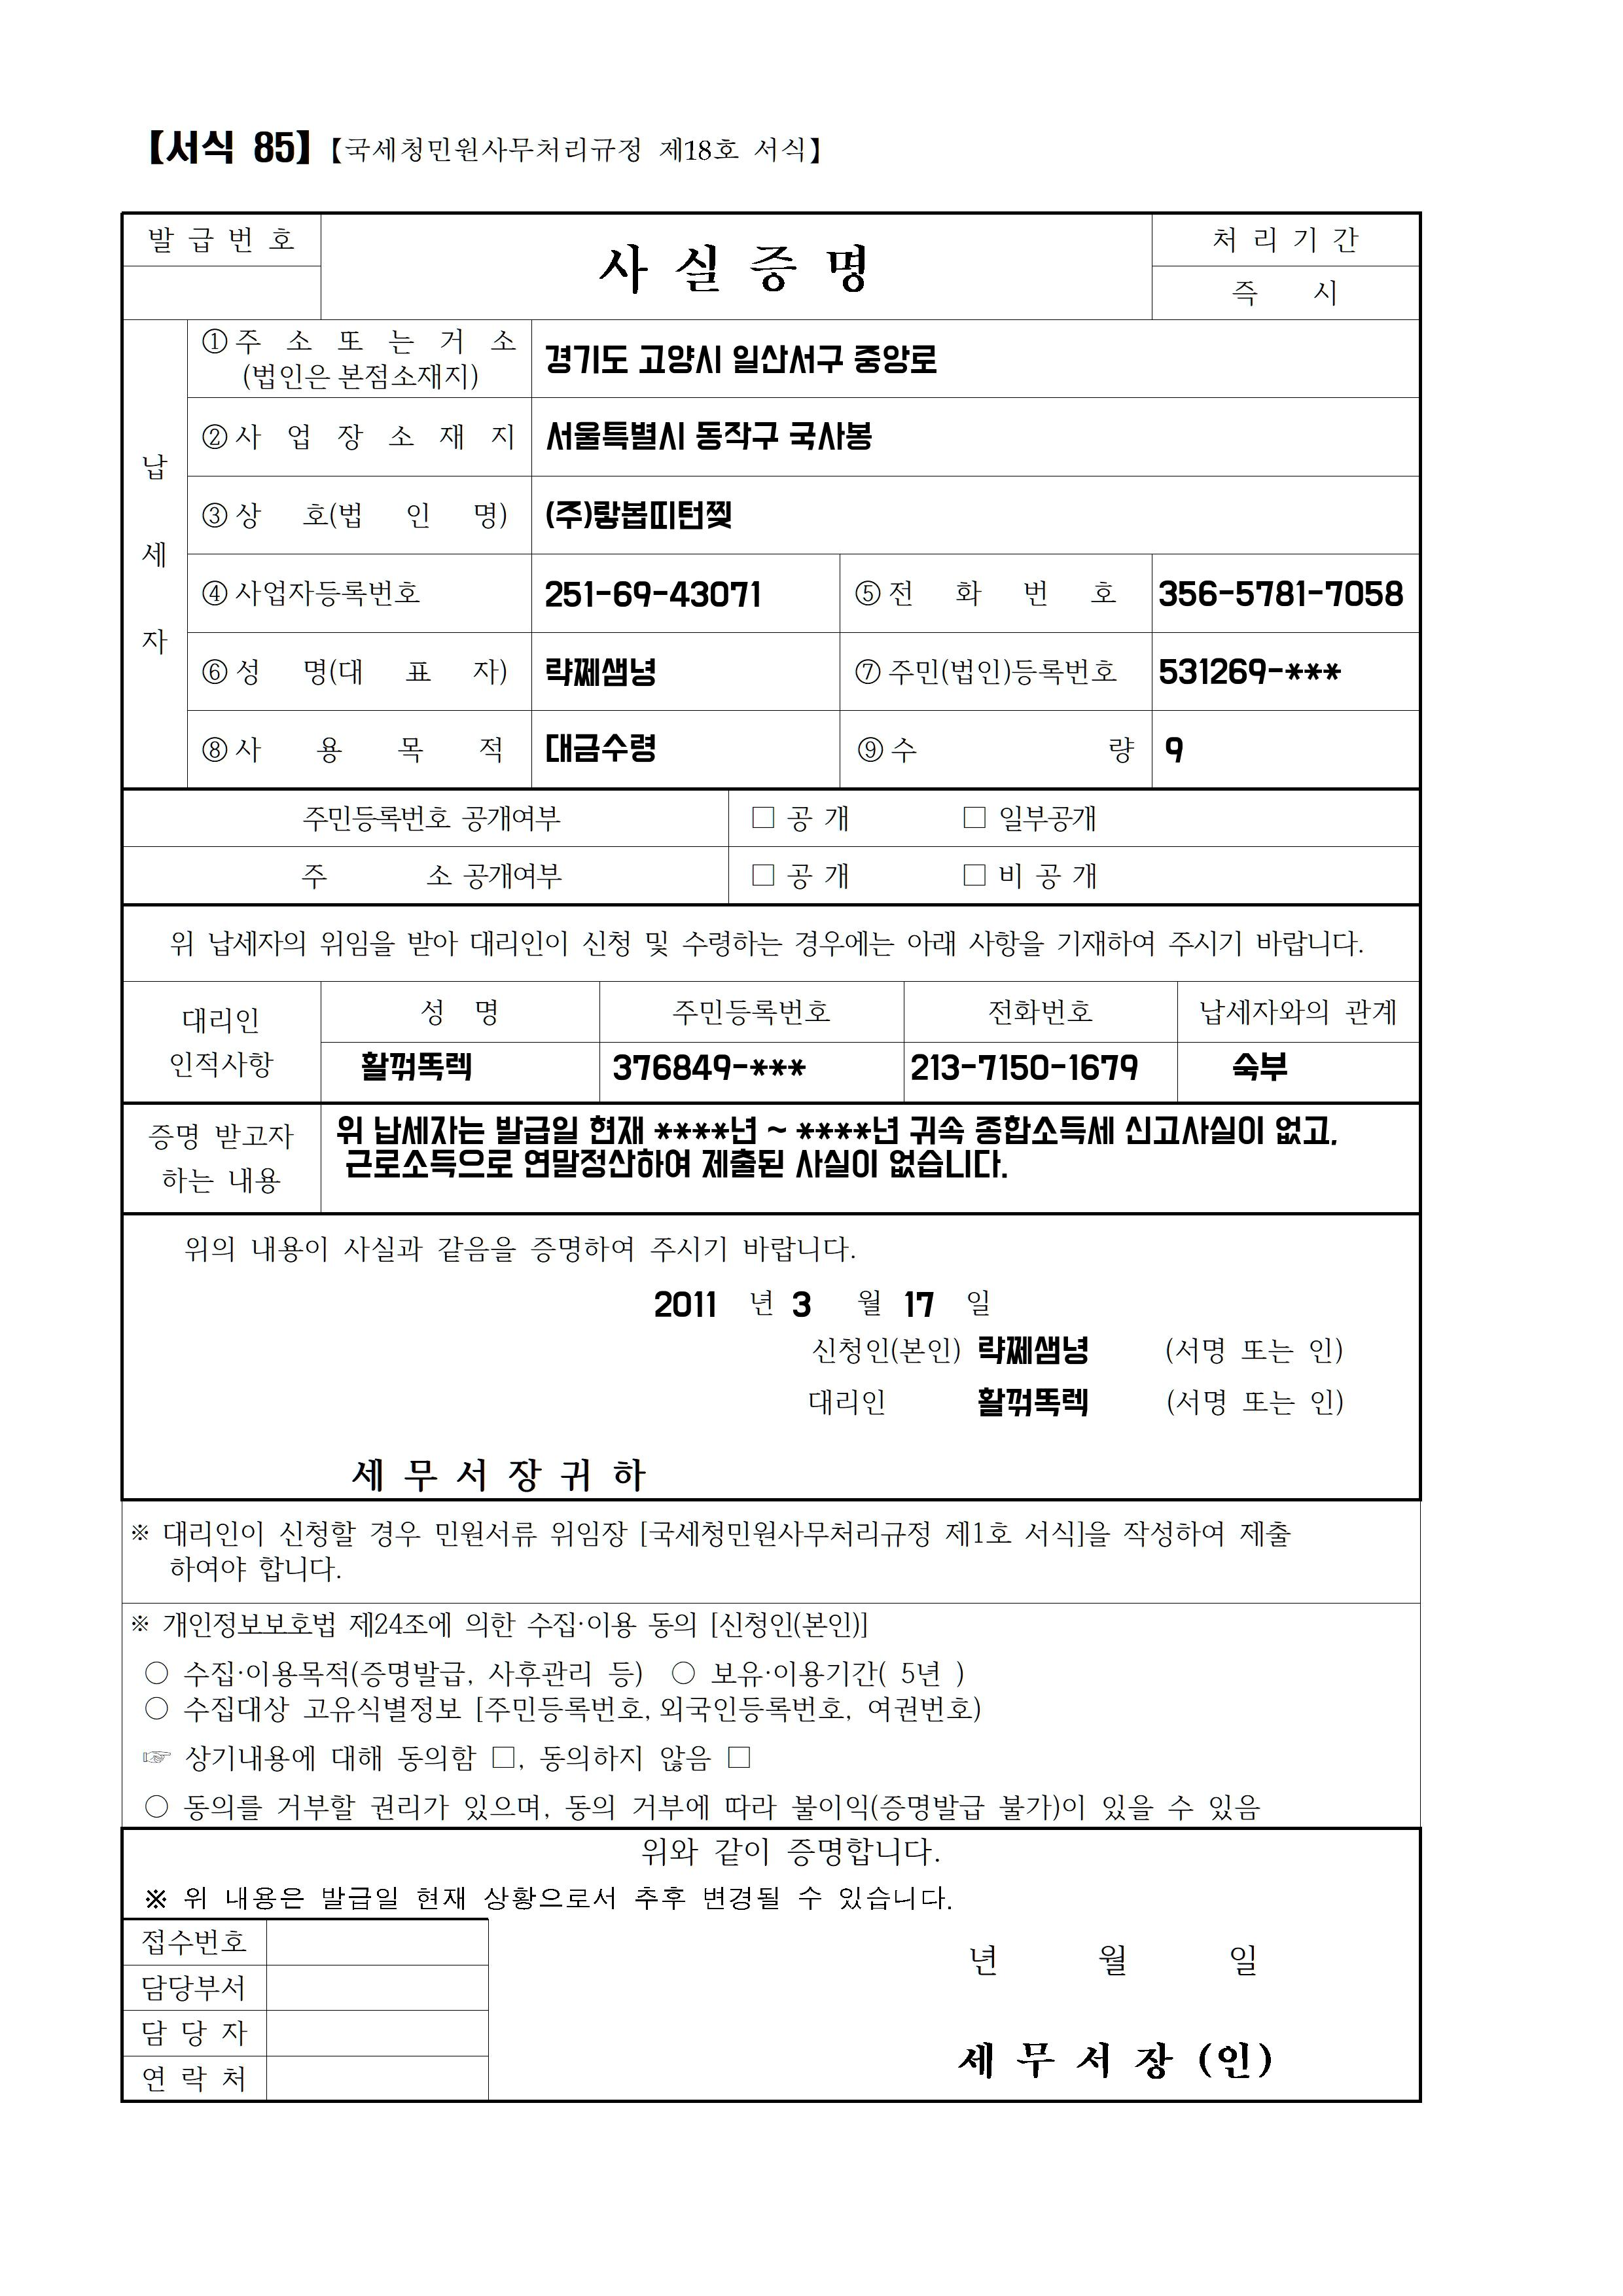 【서식 85】【국세청민원사무처리규정 제18호 서식】
발 급 번 호
사 실 증 명
처 리 기 간
즉 시
납 세 자
① 주 소 또 는 거 소
(법인은 본점소재지)
경기도 고양시 일산서구 중앙로
② 사 업 장 소 재 지
서울특별시 동작구 국사봉
③ 상 호(법 인 명)
(주)랗봅띠턴찢
④ 사업자등록번호
251-69-43071
⑤ 전 화 번 호
356-5781-7058
⑥ 성 명(대 표 자)
략쩨샘녕
⑦ 주민(법인)등록번호
531269-***
⑧ 사 용 목 적
대금수령
⑨ 수 량
9
주민등록번호 공개여부
□ 공 개 □ 일부공개
주 소 공개여부
□ 공 개 □ 비 공 개
위 납세자의 위임을 받아 대리인이 신청 및 수령하는 경우에는 아래 사항을 기재하여 주시기 바랍니다.
대리인
인적사항
성 명
주민등록번호
전화번호
납세자와의 관계
홥꺾똑렉
376849-***
213-7150-1679
숙부
증명 받고자
하는 내용
위 납세자는 발급일 현재 ****년 ~ ****년 귀속 종합소득세 신고사실이 없고,
근로소득으로 연말정산하여 제출된 사실이 없습니다.
위의 내용이 사실과 같음을 증명하여 주시기 바랍니다.
2011 년 3 월 17 일
신청인(본인) 략쩨샘녕 (서명 또는 인)
대리인 홥꺾똑렉 (서명 또는 인)
세 무 서 장 귀 하
※ 대리인이 신청할 경우 민원서류 위임장 [국세청민원사무처리규정 제1호 서식]을 작성하여 제출
하여야 합니다.
※ 개인정보보호법 제24조에 의한 수집·이용 동의 [신청인(본인)]
○ 수집·이용목적(증명발급, 사후관리 등) ○ 보유·이용기간( 5년 )
○ 수집대상 고유식별정보 [주민등록번호, 외국인등록번호, 여권번호)
☞ 상기내용에 대해 동의함 □, 동의하지 않음 □
○ 동의를 거부할 권리가 있으며, 동의 거부에 따라 불이익(증명발급 불가)이 있을 수 있음
위와 같이 증명합니다.
※ 위 내용은 발급일 현재 상황으로서 추후 변경될 수 있습니다.
접수번호
담당부서
담 당 자
연 락 처
년 월 일
세 무 서 장 (인)